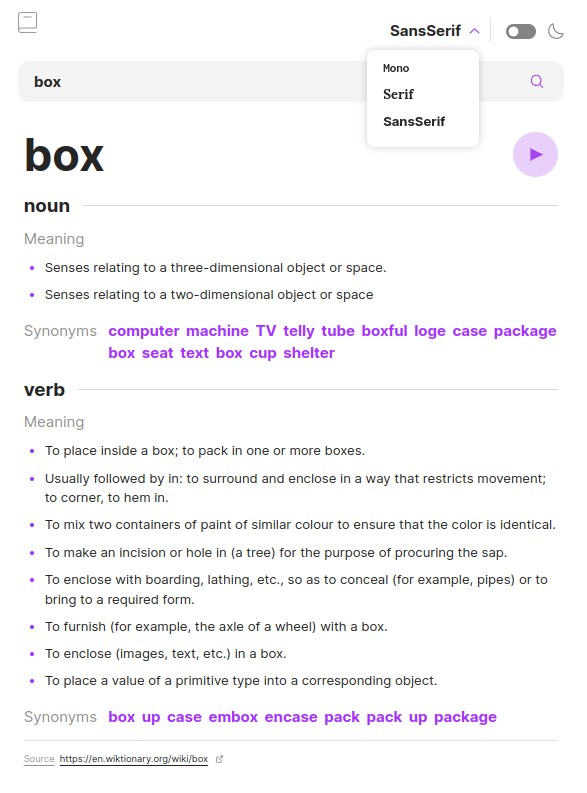 SansSerif
box
Mono
Serif
SansSerif
box
noun
Meaning
Senses relating to a three-dimensional object or space.
Senses relating to a two-dimensional object or space
Synonyms computer machine TV telly tube boxful loge case package
box seat text box cup shelter
verb
Meaning
To place inside a box; to pack in one or more boxes.
Usually followed by in: to surround and enclose in a way that restricts movement;
to corner, to hem in.
To mix two containers of paint of similar colour to ensure that the color is identical.
To make an incision or hole in (a tree) for the purpose of procuring the sap.
To enclose with boarding, lathing, etc., so as to conceal (for example, pipes) or to
bring to a required form.
To furnish (for example, the axle of a wheel) with a box.
To enclose (images, text, etc.) in a box.
To place a value of a primitive type into a corresponding object.
Synonyms box up case embox encase pack pack up package
Source https://en.wiktionary.org/wiki/box